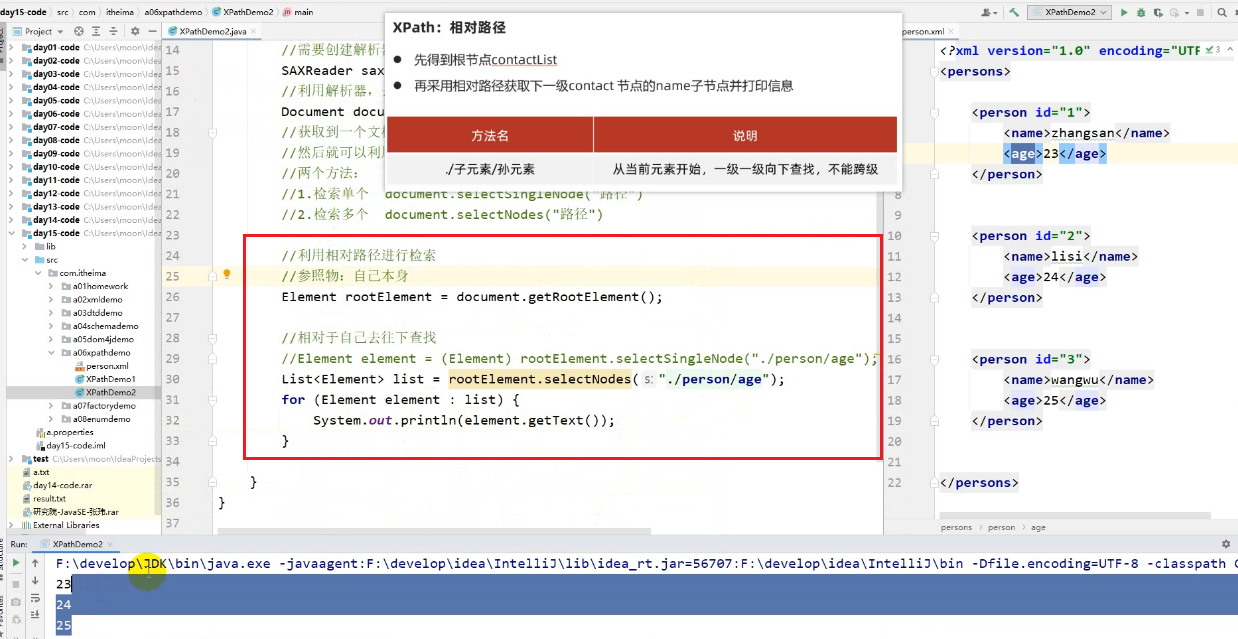 day15-code src com itheima a06xpathdemo XPathDemo2 main
XPathDemo2
Project
XPathDemo2.java
person.xml
XPath：相对路径
先得到根节点contactList
再采用相对路径获取下一级contact 节点的name子节点并打印信息
方法名 说明
./子元素/孙元素 从当前元素开始，一级一级向下查找，不能跨级
day01-code C:\Users\moon\Idea
day02-code C:\Users\moon\Idea
day03-code C:\Users\moon\Idea
day04-code C:\Users\moon\Idea
day05-code C:\Users\moon\Idea
day06-code C:\Users\moon\Idea
day07-code C:\Users\moon\Idea
day08-code C:\Users\moon\Idea
day09-code C:\Users\moon\Idea
day10-code C:\Users\moon\Idea
day11-code C:\Users\moon\Idea
day12-code C:\Users\moon\Idea
day13-code C:\Users\moon\Idea
day14-code C:\Users\moon\Idea
day15-code C:\Users\moon\Idea
lib
src
com.itheima
a01homework
a02xmldemo
a03dtddemo
a04schemademo
a05dom4jdemo
a06xpathdemo
person.xml
XPathDemo1
XPathDemo2
a07factorydemo
a08enumdemo
a.properties
day15-code.iml
test C:\Users\moon\IdeaProjects
a.txt
day14-code.rar
result.txt
研究院-JavaSE-张玮.rar
External Libraries
14 //需要创建解析
15 SAXReader sax
16 //利用解析器，
17 Document docu
18 //获取到一个文
19 //然后就可以利
20 //两个方法：
21 //1.检索单个 document.selectSingleNode("路径")
22 //2.检索多个 document.selectNodes("路径")
23
24 //利用相对路径进行检索
25 //参照物：自己本身
26 Element rootElement = document.getRootElement();
27
28 //相对于自己去往下查找
29 //Element element = (Element) rootElement.selectSingleNode("./person/age");
30 List<Element> list = rootElement.selectNodes( s: "./person/age");
31 for (Element element : list) {
32 System.out.println(element.getText());
33 }
34
35 }
36 }
37
<?xml version="1.0" encoding="UTF
3
<persons>
<person id="1">
<name>zhangsan</name>
<age>23</age>
</person>
8
9
10 <person id="2">
11 <name>lisi</name>
12 <age>24</age>
13 </person>
14
15
16 <person id="3">
17 <name>wangwu</name>
18 <age>25</age>
19 </person>
20
21
22 </persons>
persons person age
Run: XPathDemo2
F:\develop\JDK\bin\java.exe -javaagent:F:\develop\idea\IntelliJ\lib\idea_rt.jar=56707:F:\develop\idea\IntelliJ\bin -Dfile.encoding=UTF-8 -classpath C
23
24
25